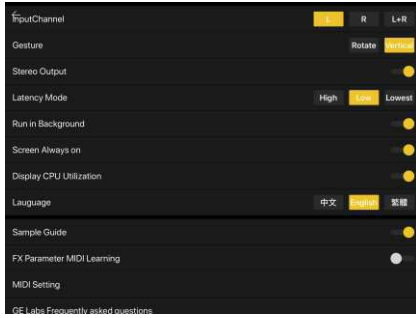 InputChannel L R L+R
Gesture Rotate Vertical
Stereo Output
Latency Mode High Low Lowest
Run in Background
Screen Always on
Display CPU Utilization
Lauguage 中文 English 繁體
Sample Guide
FX Parameter MIDI Learning
MIDI Setting
GE Labs Frequently asked questions